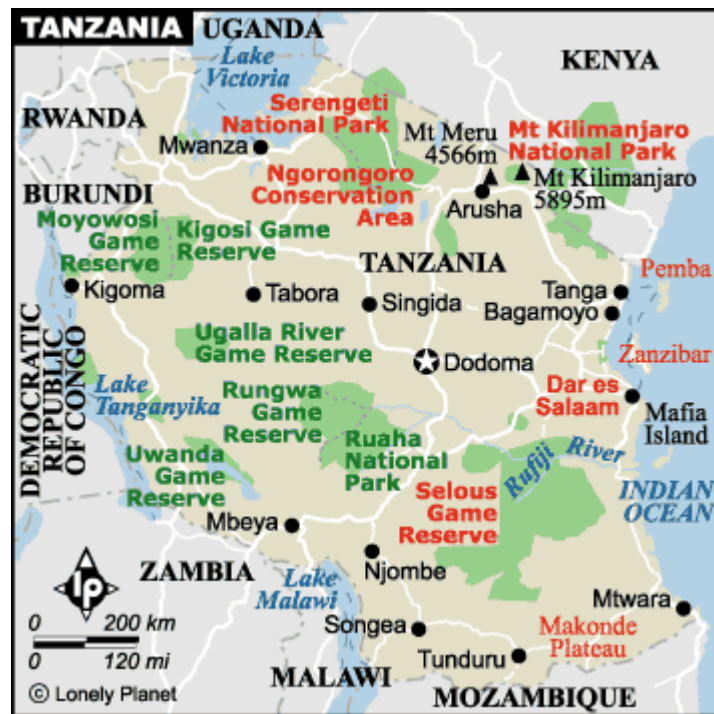 TANZANIA
UGANDA
Lake
Victoria
KENYA
RWANDA
Serengeti
National Park
Mwanza
Mt Meru
4566m
Mt Kilimanjaro
National Park
Mt Kilimanjaro
5895m
Ngorongoro
Conservation
Area
Arusha
BURUNDI
Moyowosi
Game
Reserve
Kigosi Game
Reserve
TANZANIA
Pemba
Kigoma
Tabora
Singida
Tanga
Bagamoyo
DEMOCRATIC
REPUBLIC
OF CONGO
Ugalla River
Game Reserve
Dodoma
Zanzibar
Lake
Tanganyika
Rungwa
Game
Reserve
Dar es
Salaam
Mafia
Island
Uwanda
Game
Reserve
Ruaha
National
Park
Selous
Game
Reserve
Rufiji River
INDIAN
OCEAN
Mbeya
ZAMBIA
Lake
Malawi
Njombe
lp
0 200 km
0 120 mi
Songea
Mtwara
Makonde
Plateau
Tunduru
MALAWI
MOZAMBIQUE
© Lonely Planet